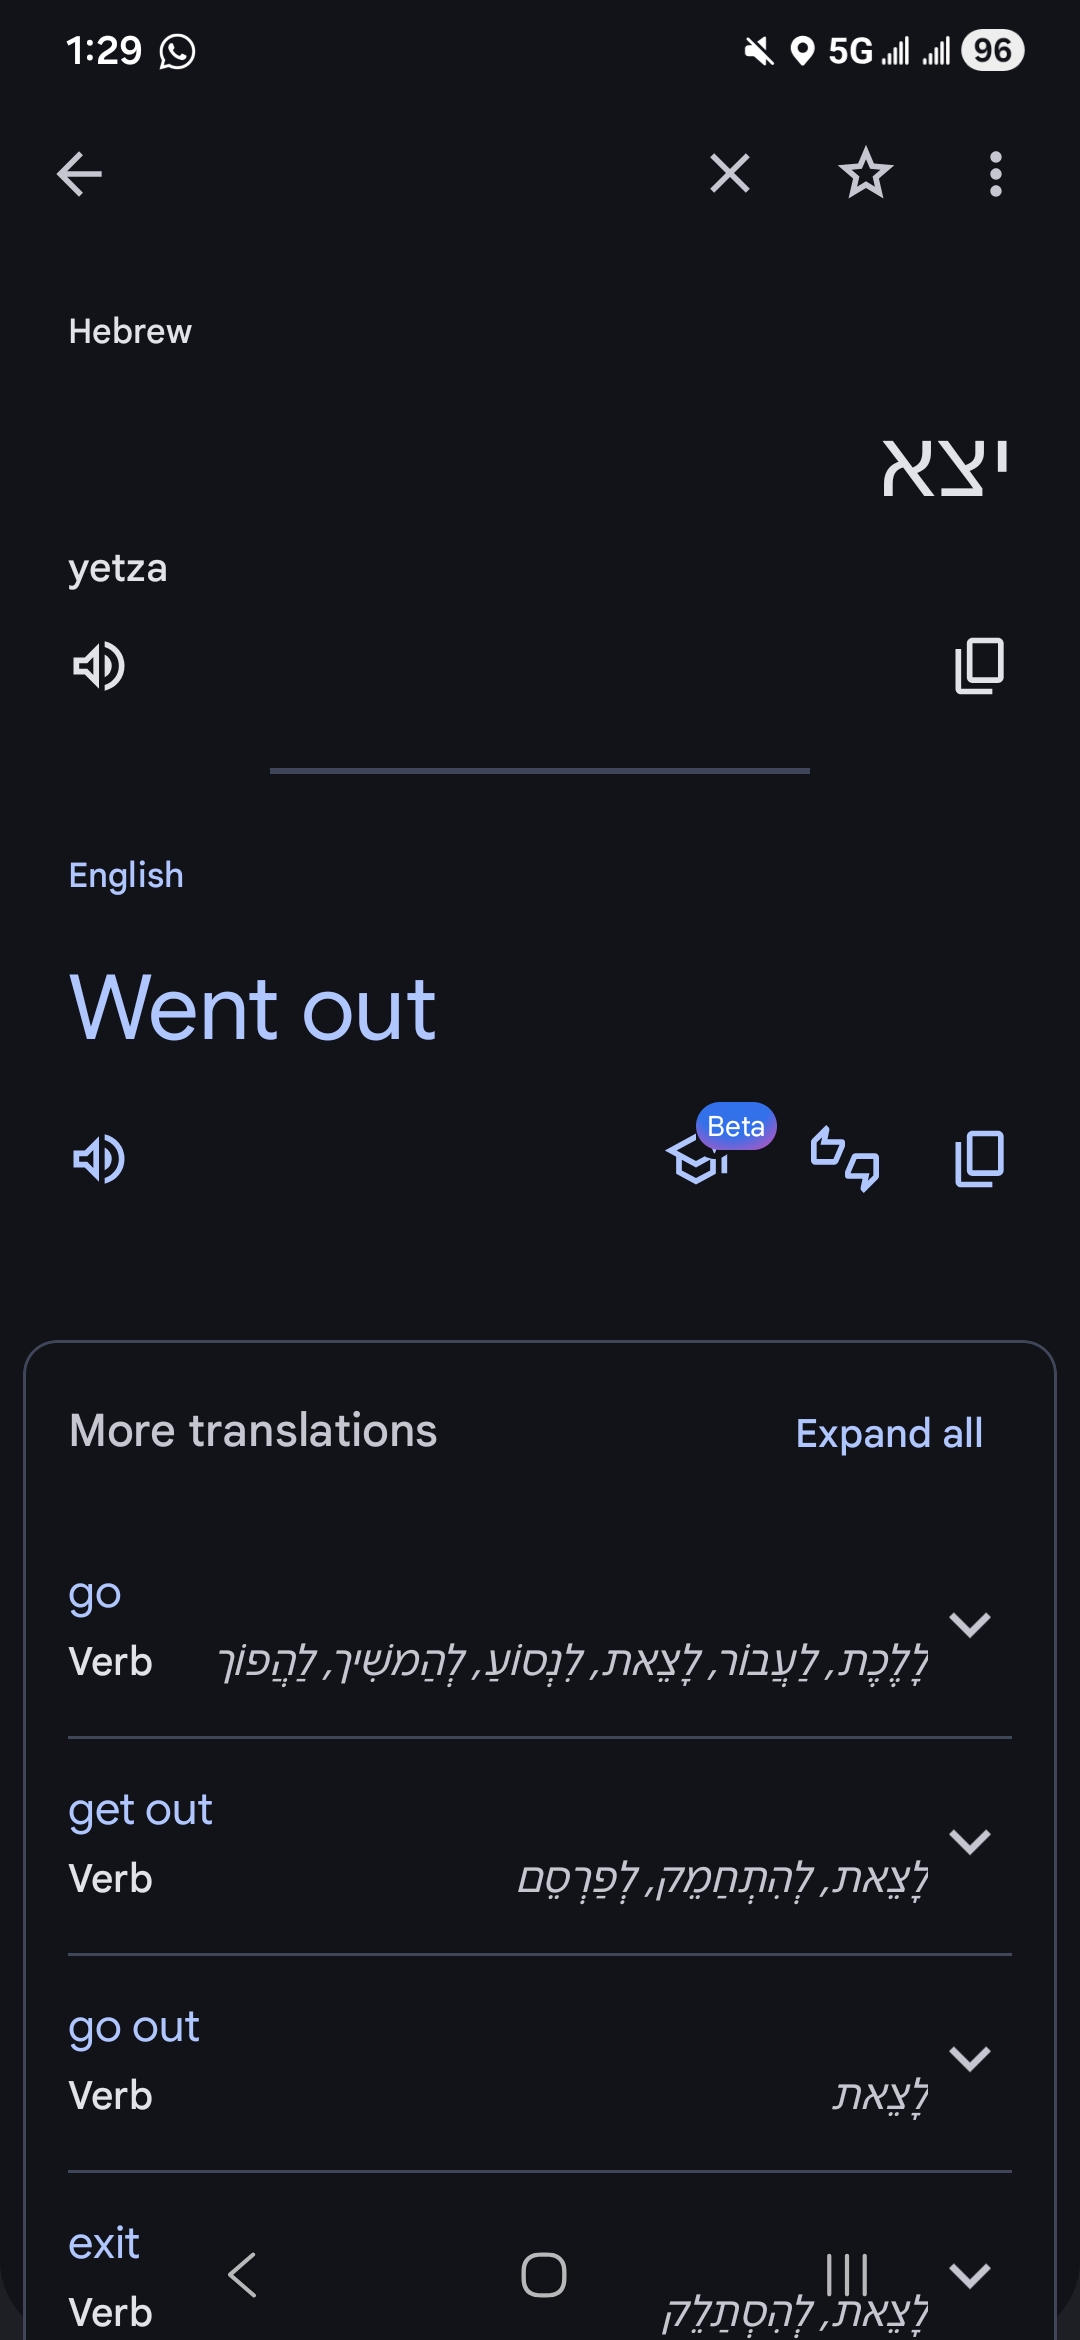 1:29 5G 96
Hebrew
יצא
yetza
English
Went out
Beta
More translations
Expand all
go
Verb לָלֶכֶת, לַעֲבוֹר, לָצֵאת, לִנְסוֹעַ, לְהַמשִׁיך, לַהֲפוֹך
get out
Verb לָצֵאת, לְהִתְחַמֵק, לְפַרְסֵם
go out
Verb לָצֵאת
exit
Verb לָצֵאת, לְהִסְתַלֵק